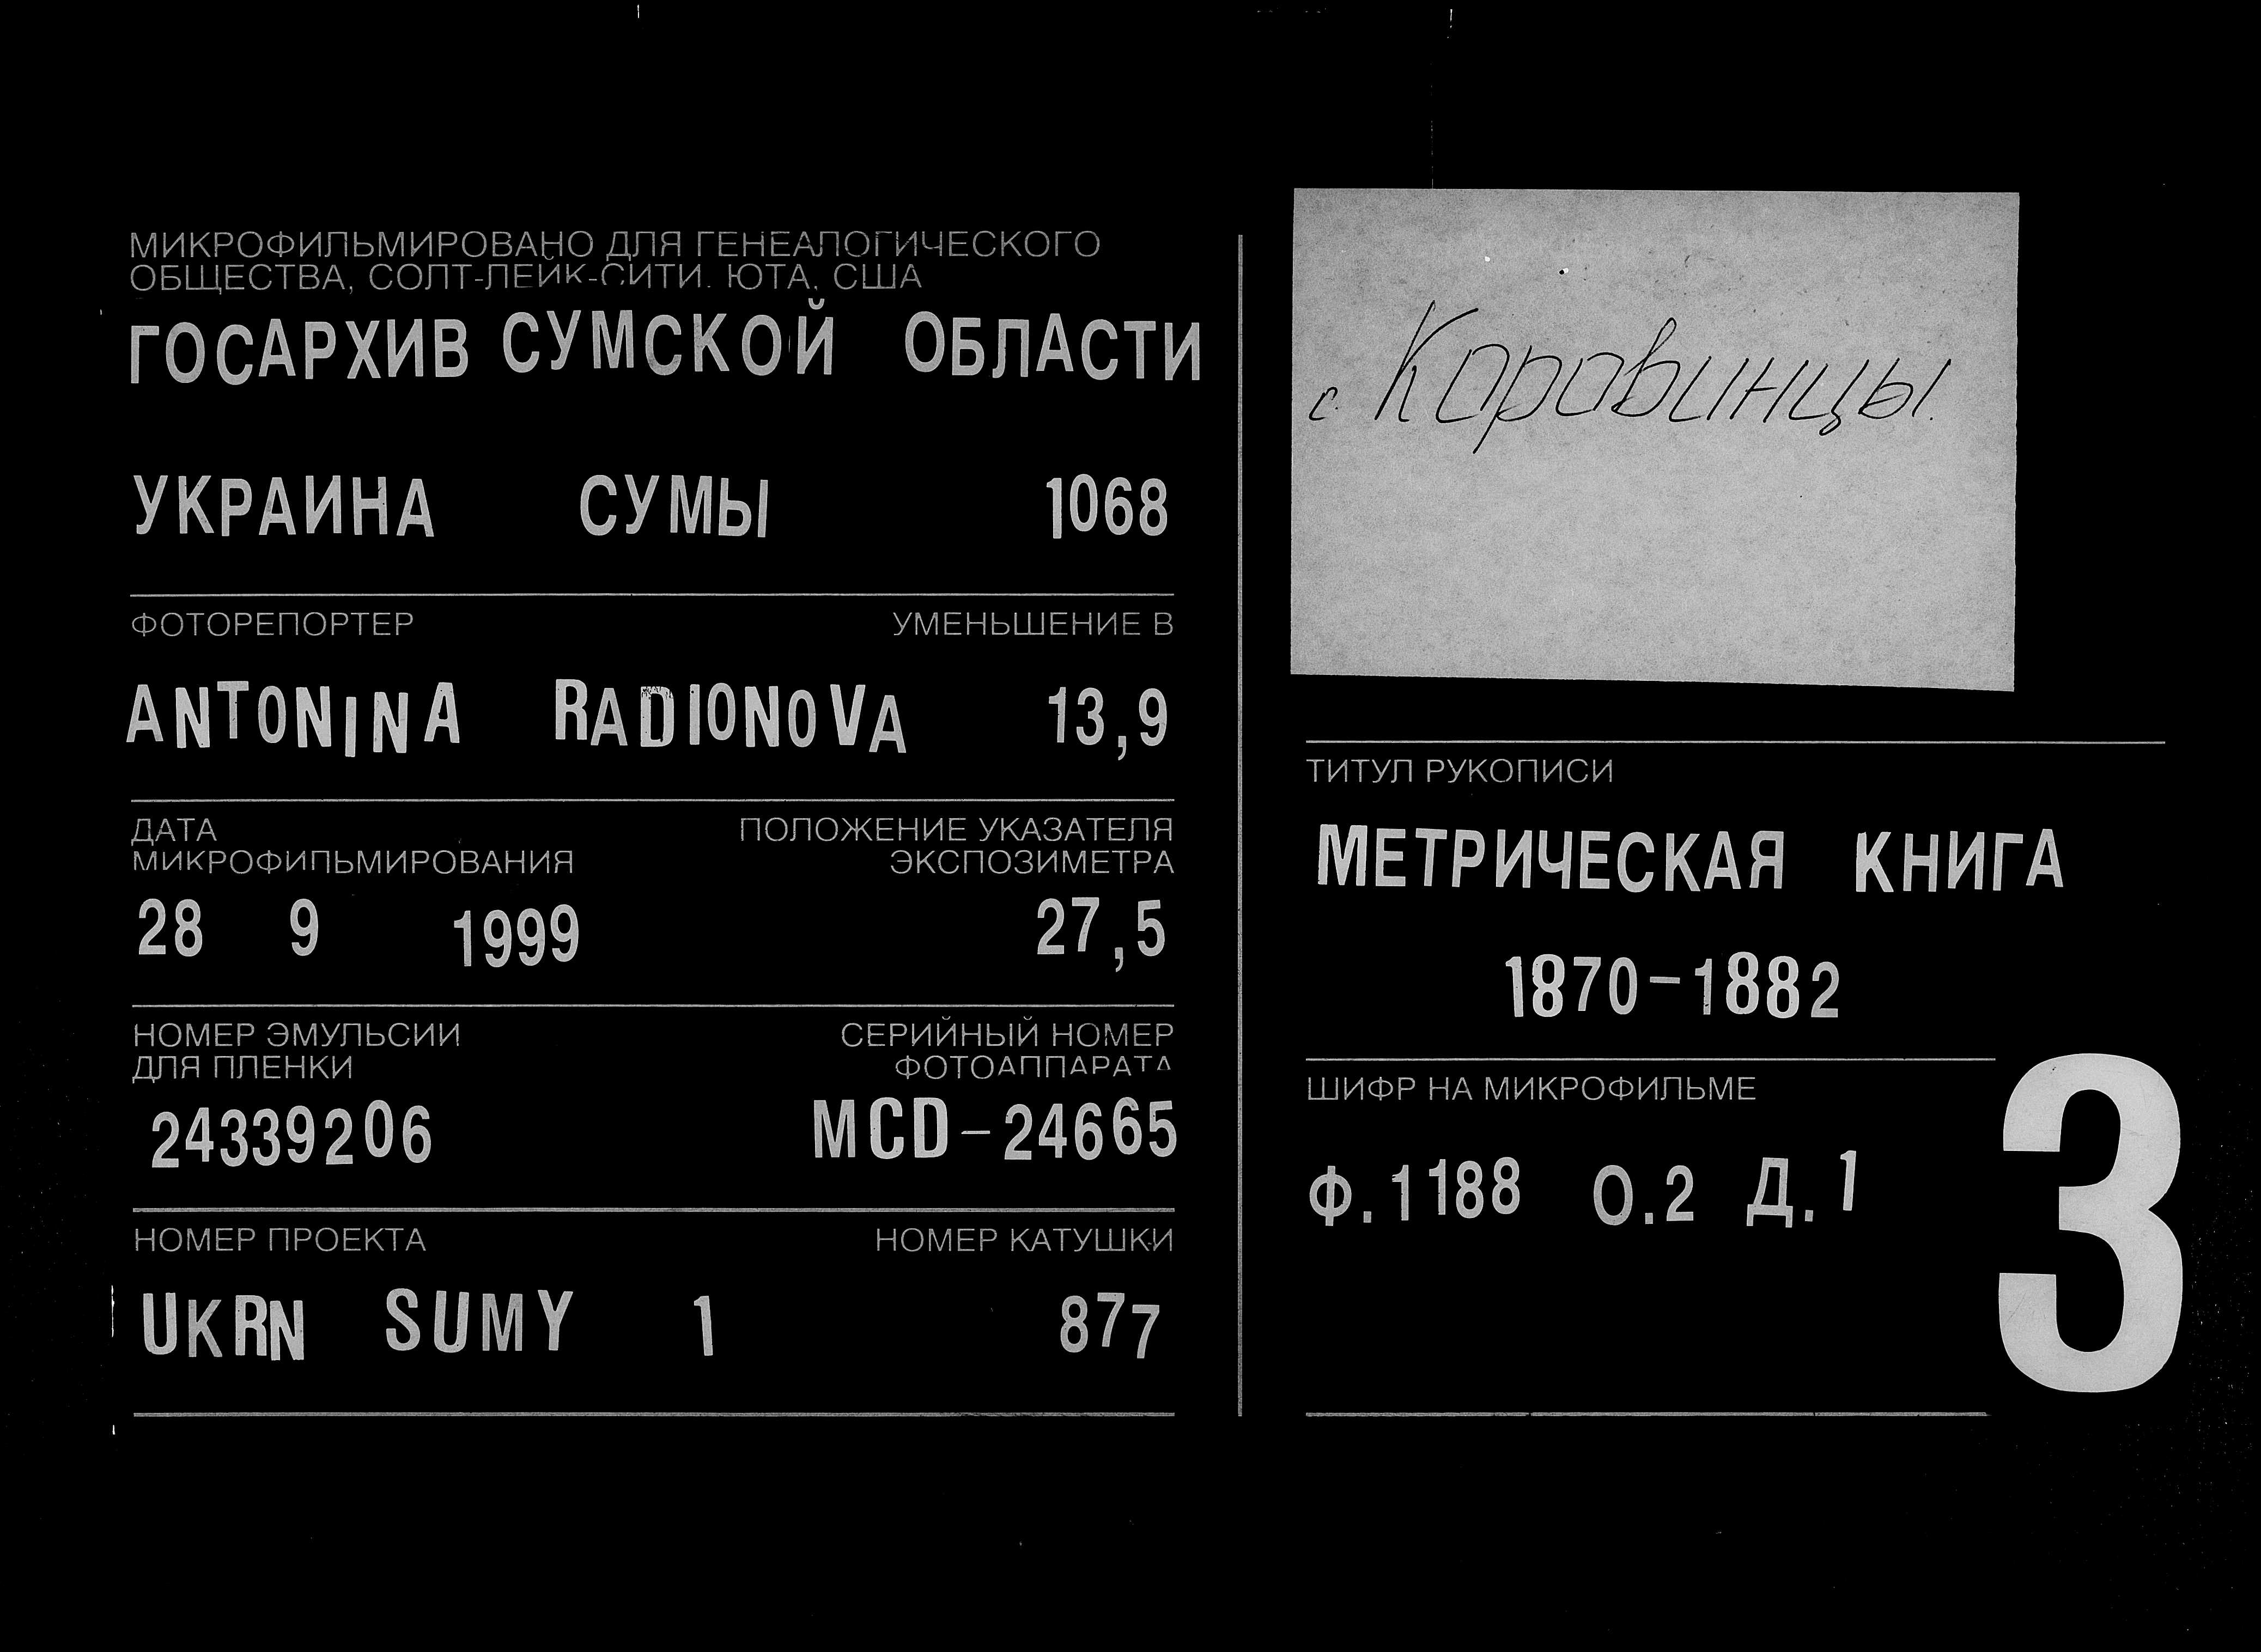 МИКРОФИЛЬМИРОВАНО ДЛЯ ГЕНЕАЛОГИЧЕСКОГО
ОБЩЕСТВА, СОЛТ-ЛЕЙК-СИТИ. ЮТА, США
ГОСАРХИВ СУМСКОЙ ОБЛАСТИ
УКРАИНА СУМЫ 1068
ФОТОРЕПОРТЕР УМЕНЬШЕНИЕ В
ANTONINA RADIONOVA 13,9
ДАТА
МИКРОФИЛЬМИРОВАНИЯ
ПОЛОЖЕНИЕ УКАЗАТЕЛЯ
ЭКСПОЗИМЕТРА
28 9 1999 27,5
НОМЕР ЭМУЛЬСИИ
ДЛЯ ПЛЕНКИ
СЕРИЙНЫЙ НОМЕР
ФОТОАППАРАТА
24339206 MCD-24665
НОМЕР ПРОЕКТА НОМЕР КАТУШКИ
UKRN SUMY 1 877
с. Коровинцы.
ТИТУЛ РУКОПИСИ
МЕТРИЧЕСКАЯ КНИГА
1870-1882
ШИФР НА МИКРОФИЛЬМЕ
Ф.1188 О.2 Д.1
3